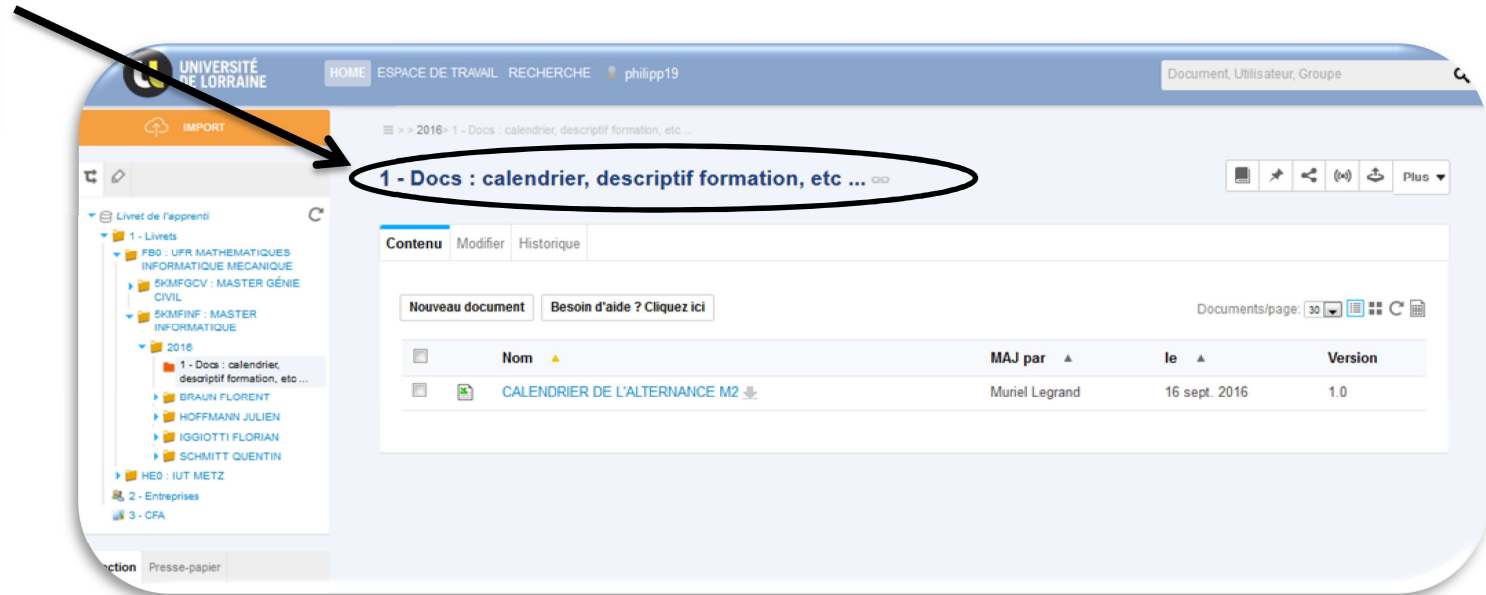 UNIVERSITÉ
DE LORRAINE
HOME ESPACE DE TRAVAIL RECHERCHE philipp19
Document, Utilisateur, Groupe
IMPORT
> > 2016> 1 - Docs : calendrier, descriptif formation, etc ...
1 - Docs : calendrier, descriptif formation, etc ...
Plus
Livret de l'apprenti
1 - Livrets
FB0 : UFR MATHEMATIQUES
INFORMATIQUE MECANIQUE
5KMFGCV : MASTER GÉNIE
CIVIL
5KMFINF : MASTER
INFORMATIQUE
2016
1 - Docs : calendrier,
descriptif formation, etc ...
BRAUN FLORENT
HOFFMANN JULIEN
IGGIOTTI FLORIAN
SCHMITT QUENTIN
HE0 : IUT METZ
2 - Entreprises
3 - CFA
ction Presse-papier
Contenu Modifier Historique
Nouveau document Besoin d'aide ? Cliquez ici
Documents/page: 30
Nom MAJ par le Version
CALENDRIER DE L'ALTERNANCE M2 Muriel Legrand 16 sept. 2016 1.0